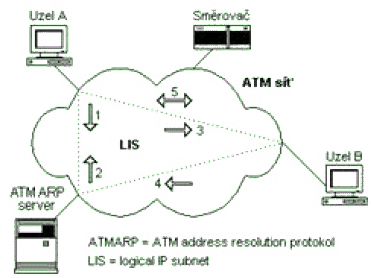 Uzel A
Směrovač
ATM síť
5
1
3
LIS
2
4
Uzel B
ATM ARP
server
ATMARP = ATM address resolution protokol
LIS = logical IP subnet